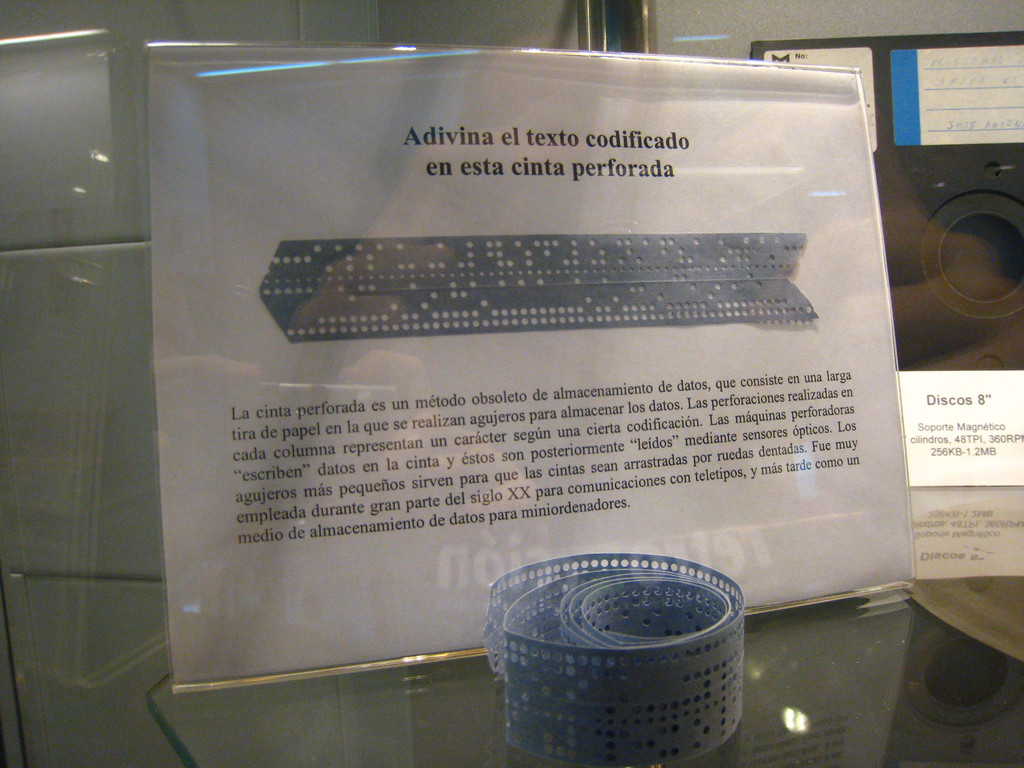 Adivina el texto codificado
en esta cinta perforada
La cinta perforada es un método obsoleto de almacenamiento de datos, que consiste en una larga
tira de papel en la que se realizan agujeros para almacenar los datos. Las perforaciones realizadas en
cada columna representan un carácter según una cierta codificación. Las máquinas perforadoras
“escriben” datos en la cinta y éstos son posteriormente “leídos” mediante sensores ópticos. Los
agujeros más pequeños sirven para que las cintas sean arrastradas por ruedas dentadas. Fue muy
empleada durante gran parte del siglo XX para comunicaciones con teletipos, y más tarde como un
medio de almacenamiento de datos para miniordenadores.
No:
JOSE
Discos 8"
Soporte Magnético
cilindros, 48TPI, 360RPM
256KB-1.2MB